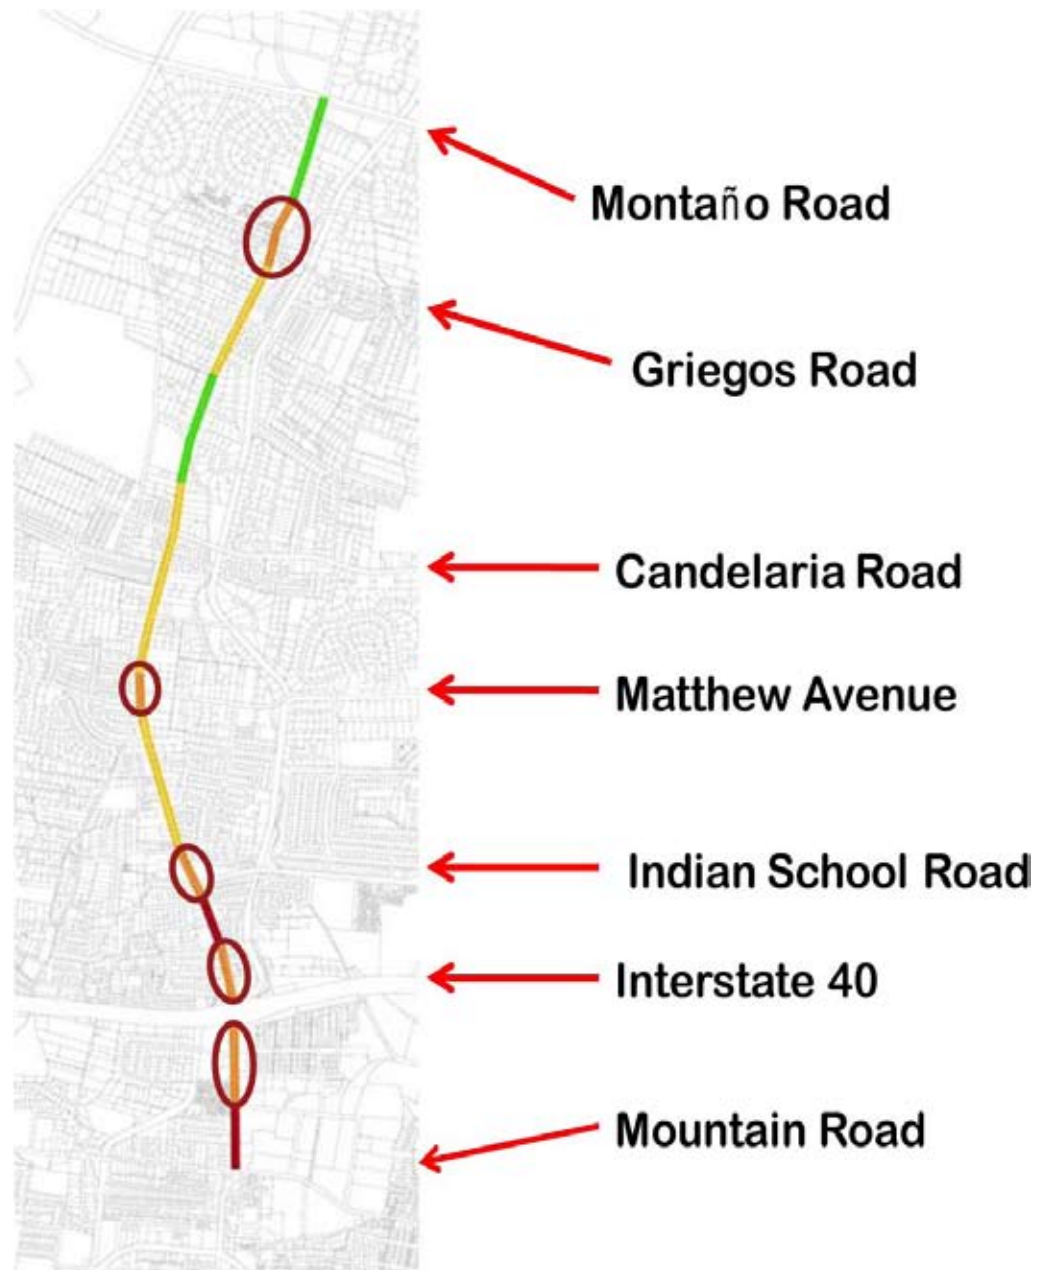 Montaño Road
Griegos Road
Candelaria Road
Matthew Avenue
Indian School Road
Interstate 40
Mountain Road